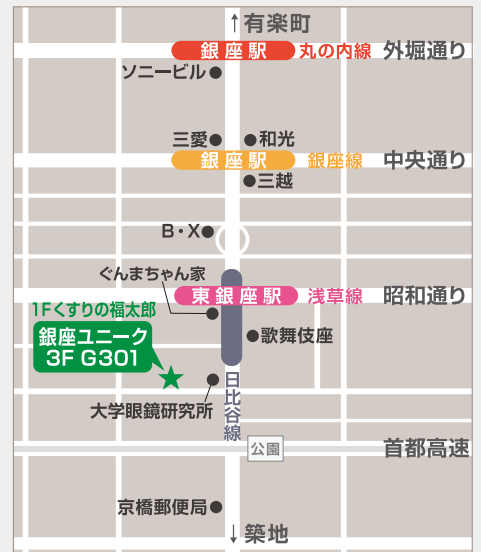 ↑有楽町
銀座駅 丸の内線 外堀通り
ソニービル
三愛 和光
銀座駅 銀座線 中央通り
三越
B・X
ぐんまちゃん家
東銀座駅 浅草線 昭和通り
1Fくすりの福太郎
銀座ユニーク
3F G301
歌舞伎座
日比谷線
大学眼鏡研究所
公園 首都高速
京橋郵便局
↓築地